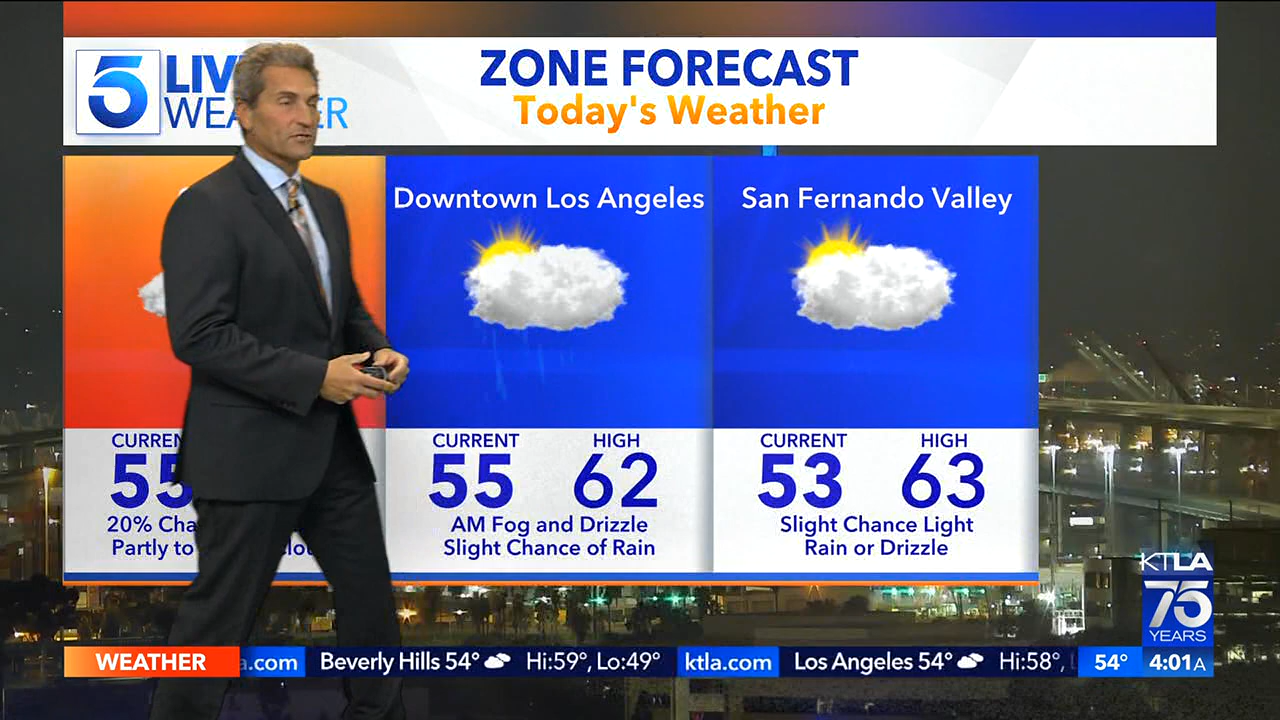 5 LIV
WEA ER
ZONE FORECAST
Today's Weather
Downtown Los Angeles
San Fernando Valley
CURREN
55
20% Cha
Partly to clou
CURRENT HIGH
55 62
AM Fog and Drizzle
Slight Chance of Rain
CURRENT HIGH
53 63
Slight Chance Light
Rain or Drizzle
KTLA
75
YEARS
WEATHER a.com Beverly Hills 54° Hi:59°, Lo:49° ktla.com Los Angeles 54° Hi:58°, L 54° 4:01A